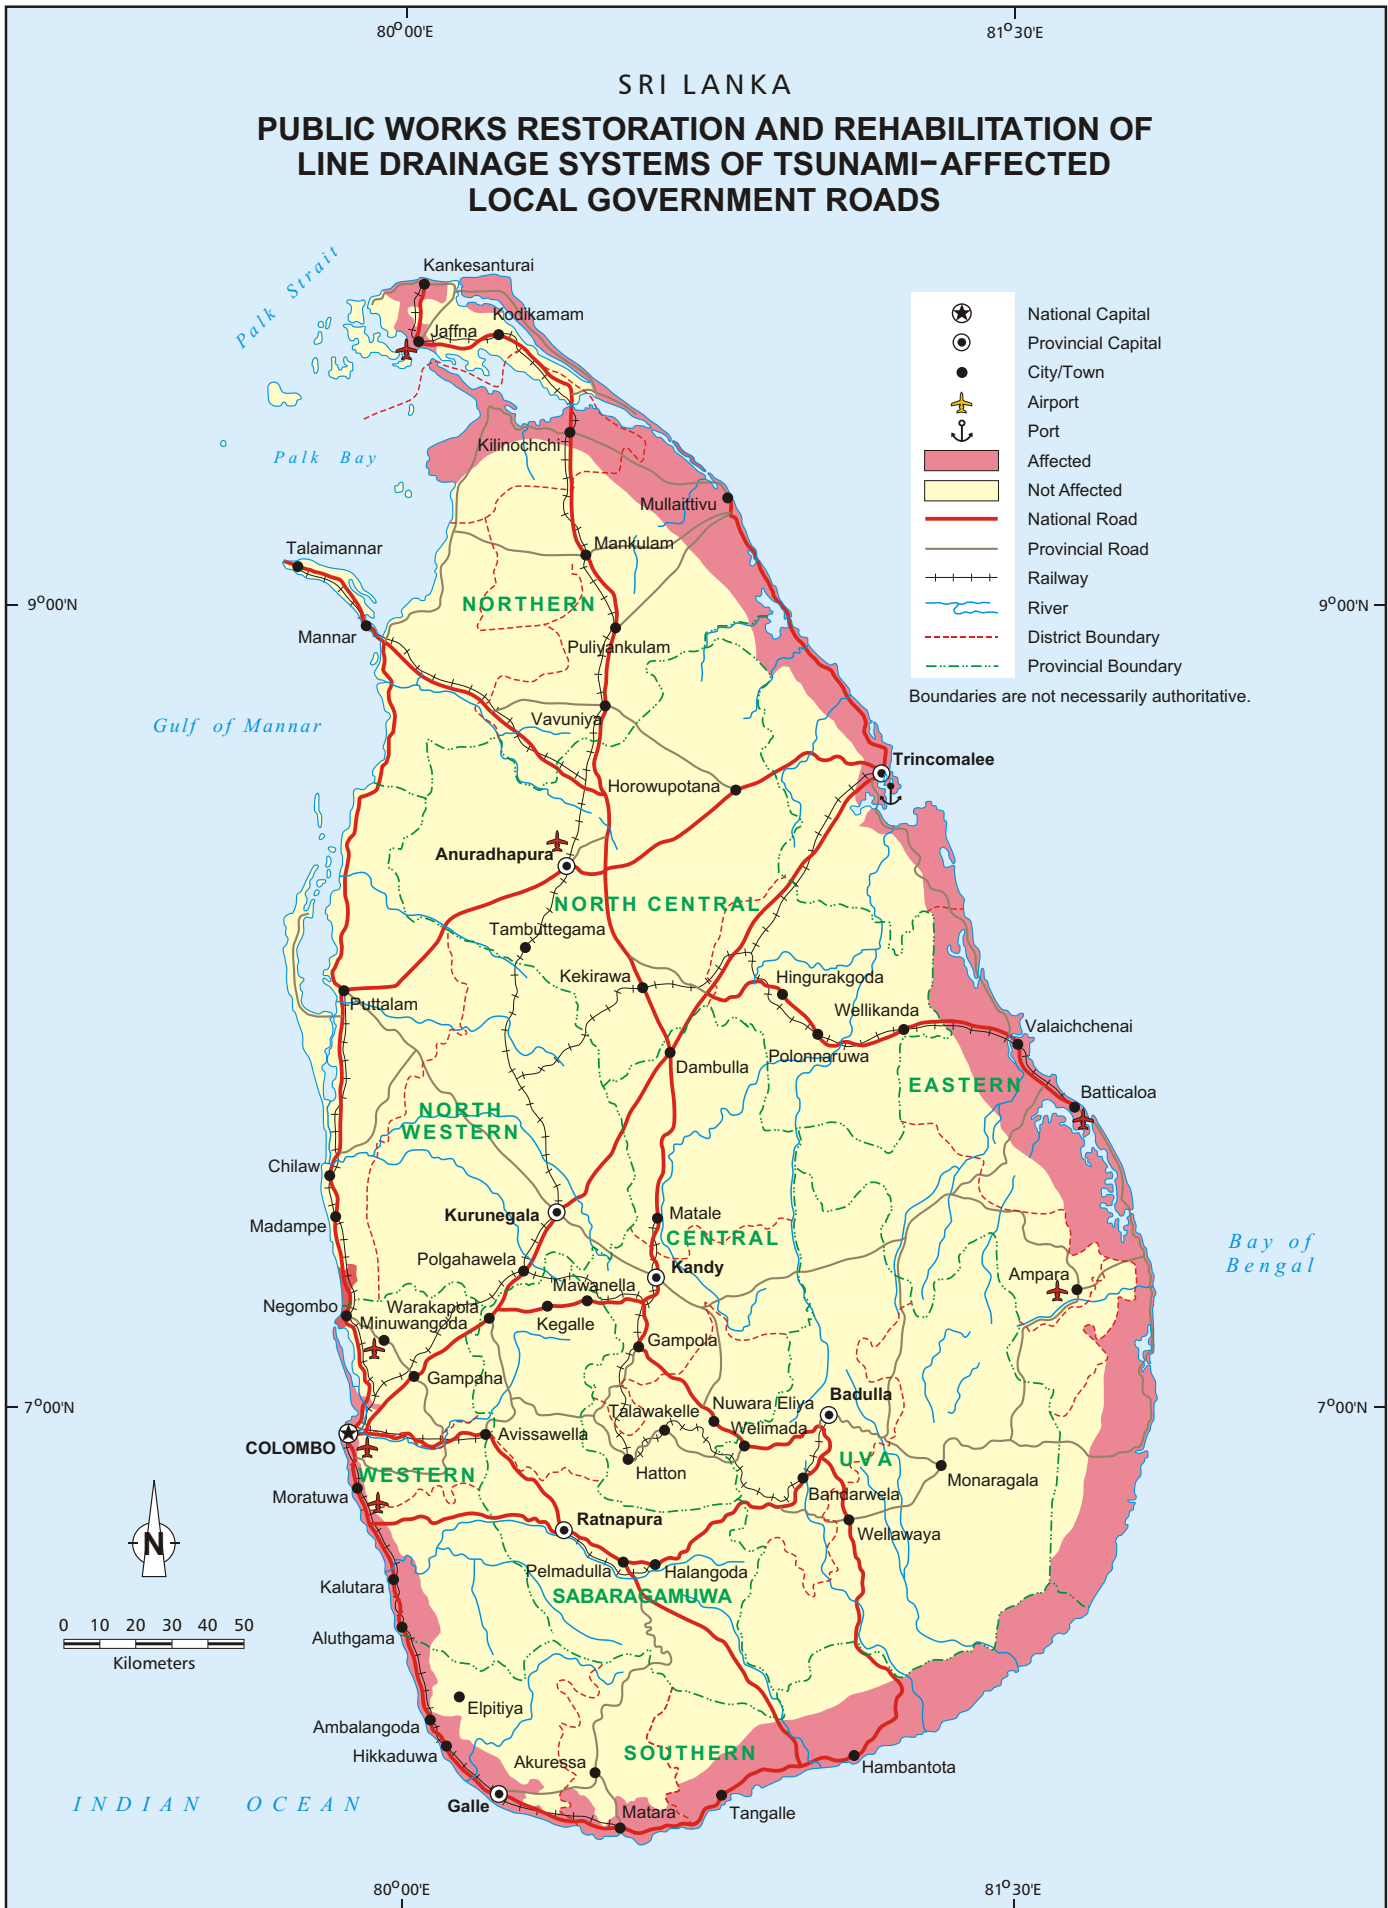 80°00'E
81°30'E
SRI LANKA
PUBLIC WORKS RESTORATION AND REHABILITATION OF
LINE DRAINAGE SYSTEMS OF TSUNAMI−AFFECTED
LOCAL GOVERNMENT ROADS
Palk Strait
Kankesanturai
Kodikamam
Jaffna
National Capital
Provincial Capital
City/Town
Airport
Port
Affected
Not Affected
National Road
Provincial Road
Railway
River
District Boundary
Provincial Boundary
Boundaries are not necessarily authoritative.
Palk Bay
Kilinochchi
Mullaittivu
Talaimannar
Mankulam
9°00'N
NORTHERN
9°00'N
Mannar
Puliyankulam
Gulf of Mannar
Vavuniya
Trincomalee
Horowupotana
Anuradhapura
NORTH CENTRAL
Tambuttegama
Kekirawa
Hingurakgoda
Puttalam
Wellikanda
Valaichchenai
Polonnaruwa
Dambulla
EASTERN
Batticaloa
NORTH
WESTERN
Chilaw
Kurunegala
Matale
Madampe
CENTRAL
Bay of
Bengal
Polgahawela
Kandy
Ampara
Mawanella
Negombo
Warakapola
Minuwangoda
Kegalle
Gampola
Gampaha
Badulla
7°00'N
7°00'N
Nuwara Eliya
Talawakelle
Welimada
COLOMBO
Avissawella
UVA
WESTERN
Hatton
Monaragala
Moratuwa
Bandarwela
Ratnapura
Wellawaya
N
Pelmadulla
Halangoda
Kalutara
SABARAGAMUWA
0 10 20 30 40 50
Kilometers
Aluthgama
Elpitiya
Ambalangoda
Hikkaduwa
SOUTHERN
Akuressa
Hambantota
INDIAN OCEAN
Galle
Matara
Tangalle
80°00'E
81°30'E